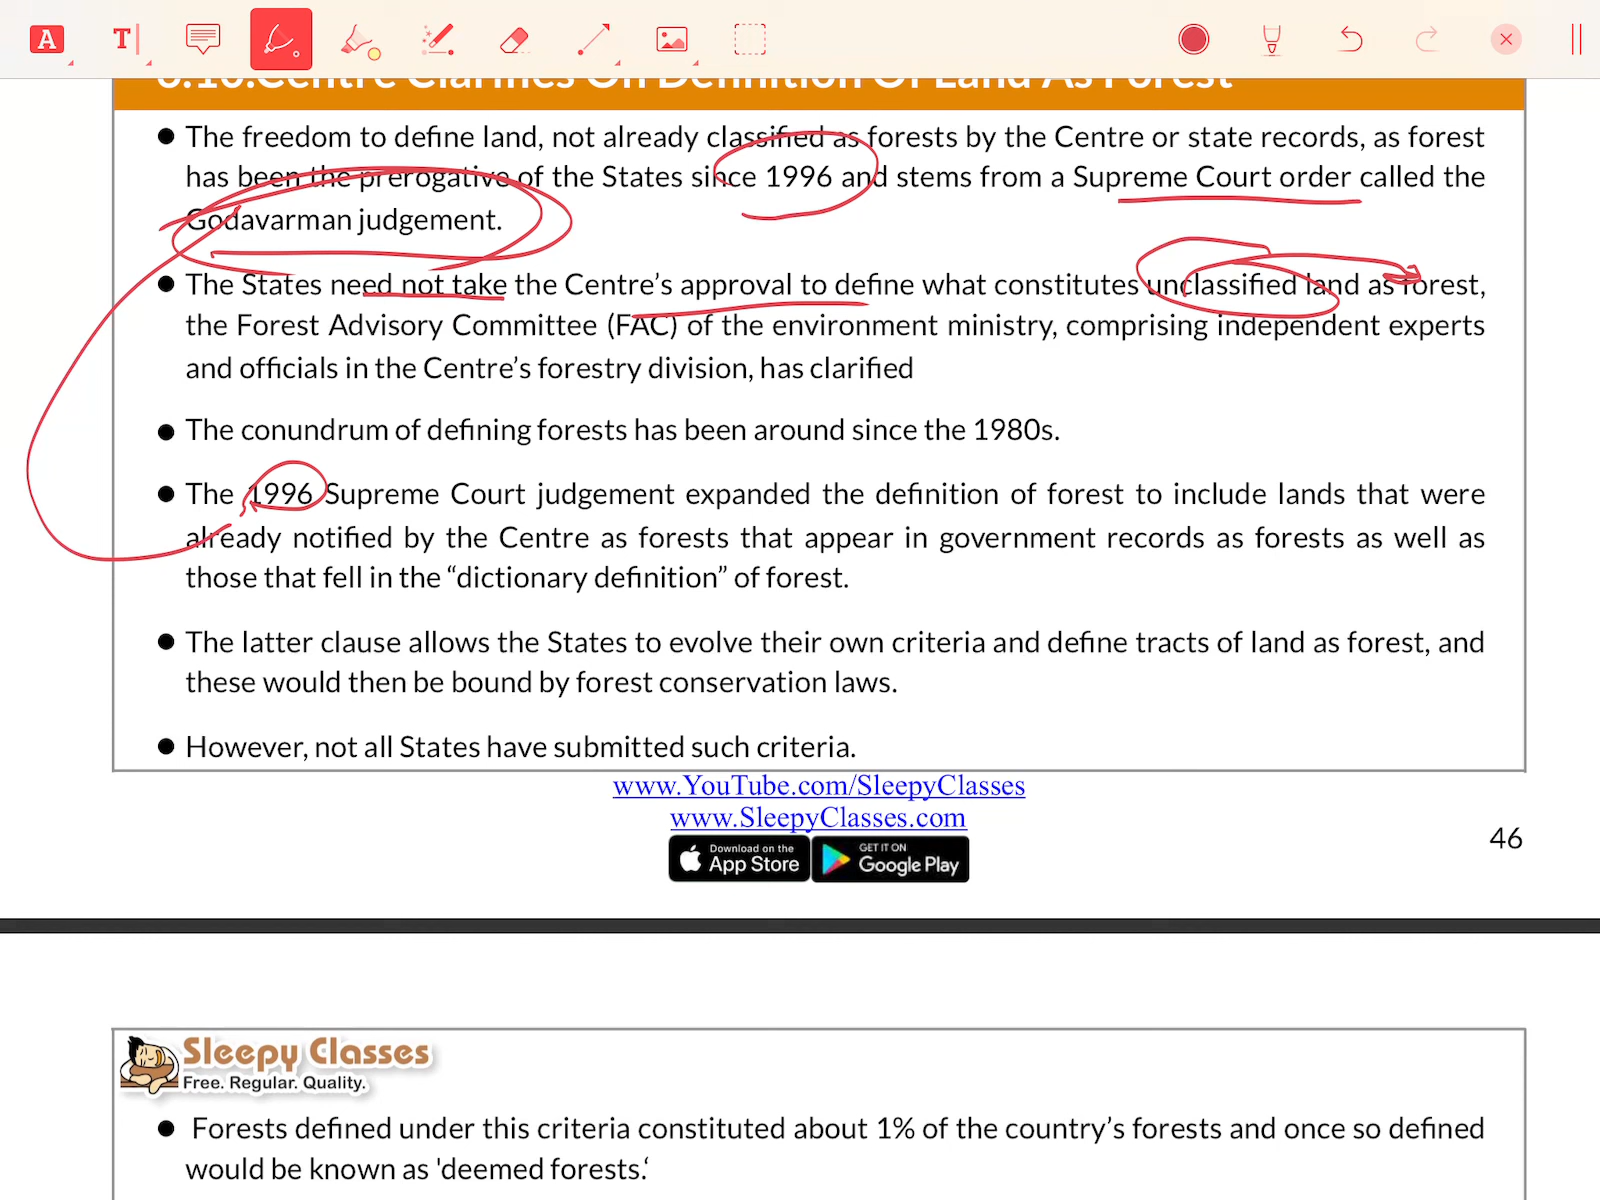 6.10.Centre Clarifies On Definition Of Land As Forest
● The freedom to define land, not already classified as forests by the Centre or state records, as forest
has been the prerogative of the States since 1996 and stems from a Supreme Court order called the
Godavarman judgement.
● The States need not take the Centre’s approval to define what constitutes unclassified land as forest,
the Forest Advisory Committee (FAC) of the environment ministry, comprising independent experts
and officials in the Centre’s forestry division, has clarified
● The conundrum of defining forests has been around since the 1980s.
● The 1996 Supreme Court judgement expanded the definition of forest to include lands that were
already notified by the Centre as forests that appear in government records as forests as well as
those that fell in the “dictionary definition” of forest.
● The latter clause allows the States to evolve their own criteria and define tracts of land as forest, and
these would then be bound by forest conservation laws.
● However, not all States have submitted such criteria.
www.YouTube.com/SleepyClasses
www.SleepyClasses.com
Download on the
App Store
GET IT ON
Google Play
46
Sleepy Classes
Free. Regular. Quality.
● Forests defined under this criteria constituted about 1% of the country’s forests and once so defined
would be known as 'deemed forests.‘